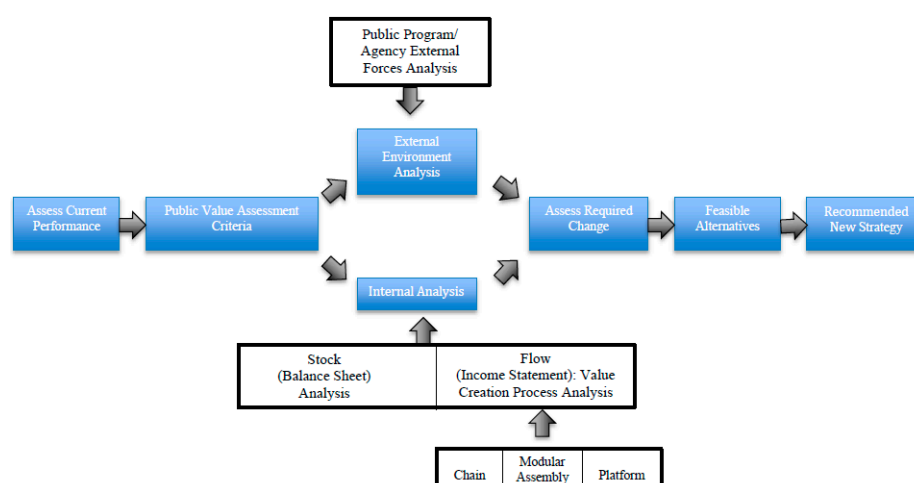 Public Program/
Agency External
Forces Analysis
External
Environment
Analysis
Assess Current
Performance
Public Value Assessment
Criteria
Assess Required
Change
Feasible
Alternatives
Recommended
New Strategy
Internal Analysis
Stock
(Balance Sheet)
Analysis
Flow
(Income Statement): Value
Creation Process Analysis
Chain
Modular
Assembly
Platform